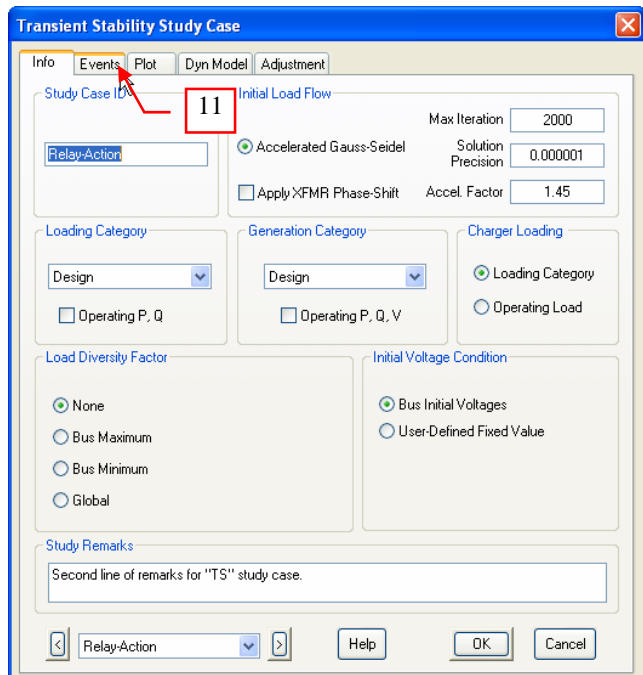 Transient Stability Study Case
Info Events Plot Dyn Model Adjustment
11
Study Case ID
Relay-Action
Initial Load Flow
Accelerated Gauss-Seidel
Apply XFMR Phase-Shift
Max Iteration 2000
Solution
Precision 0.000001
Accel. Factor 1.45
Loading Category
Design
Operating P, Q
Generation Category
Design
Operating P, Q, V
Charger Loading
Loading Category
Operating Load
Load Diversity Factor
None
Bus Maximum
Bus Minimum
Global
Initial Voltage Condition
Bus Initial Voltages
User-Defined Fixed Value
Study Remarks
Second line of remarks for "TS" study case.
< Relay-Action > Help OK Cancel